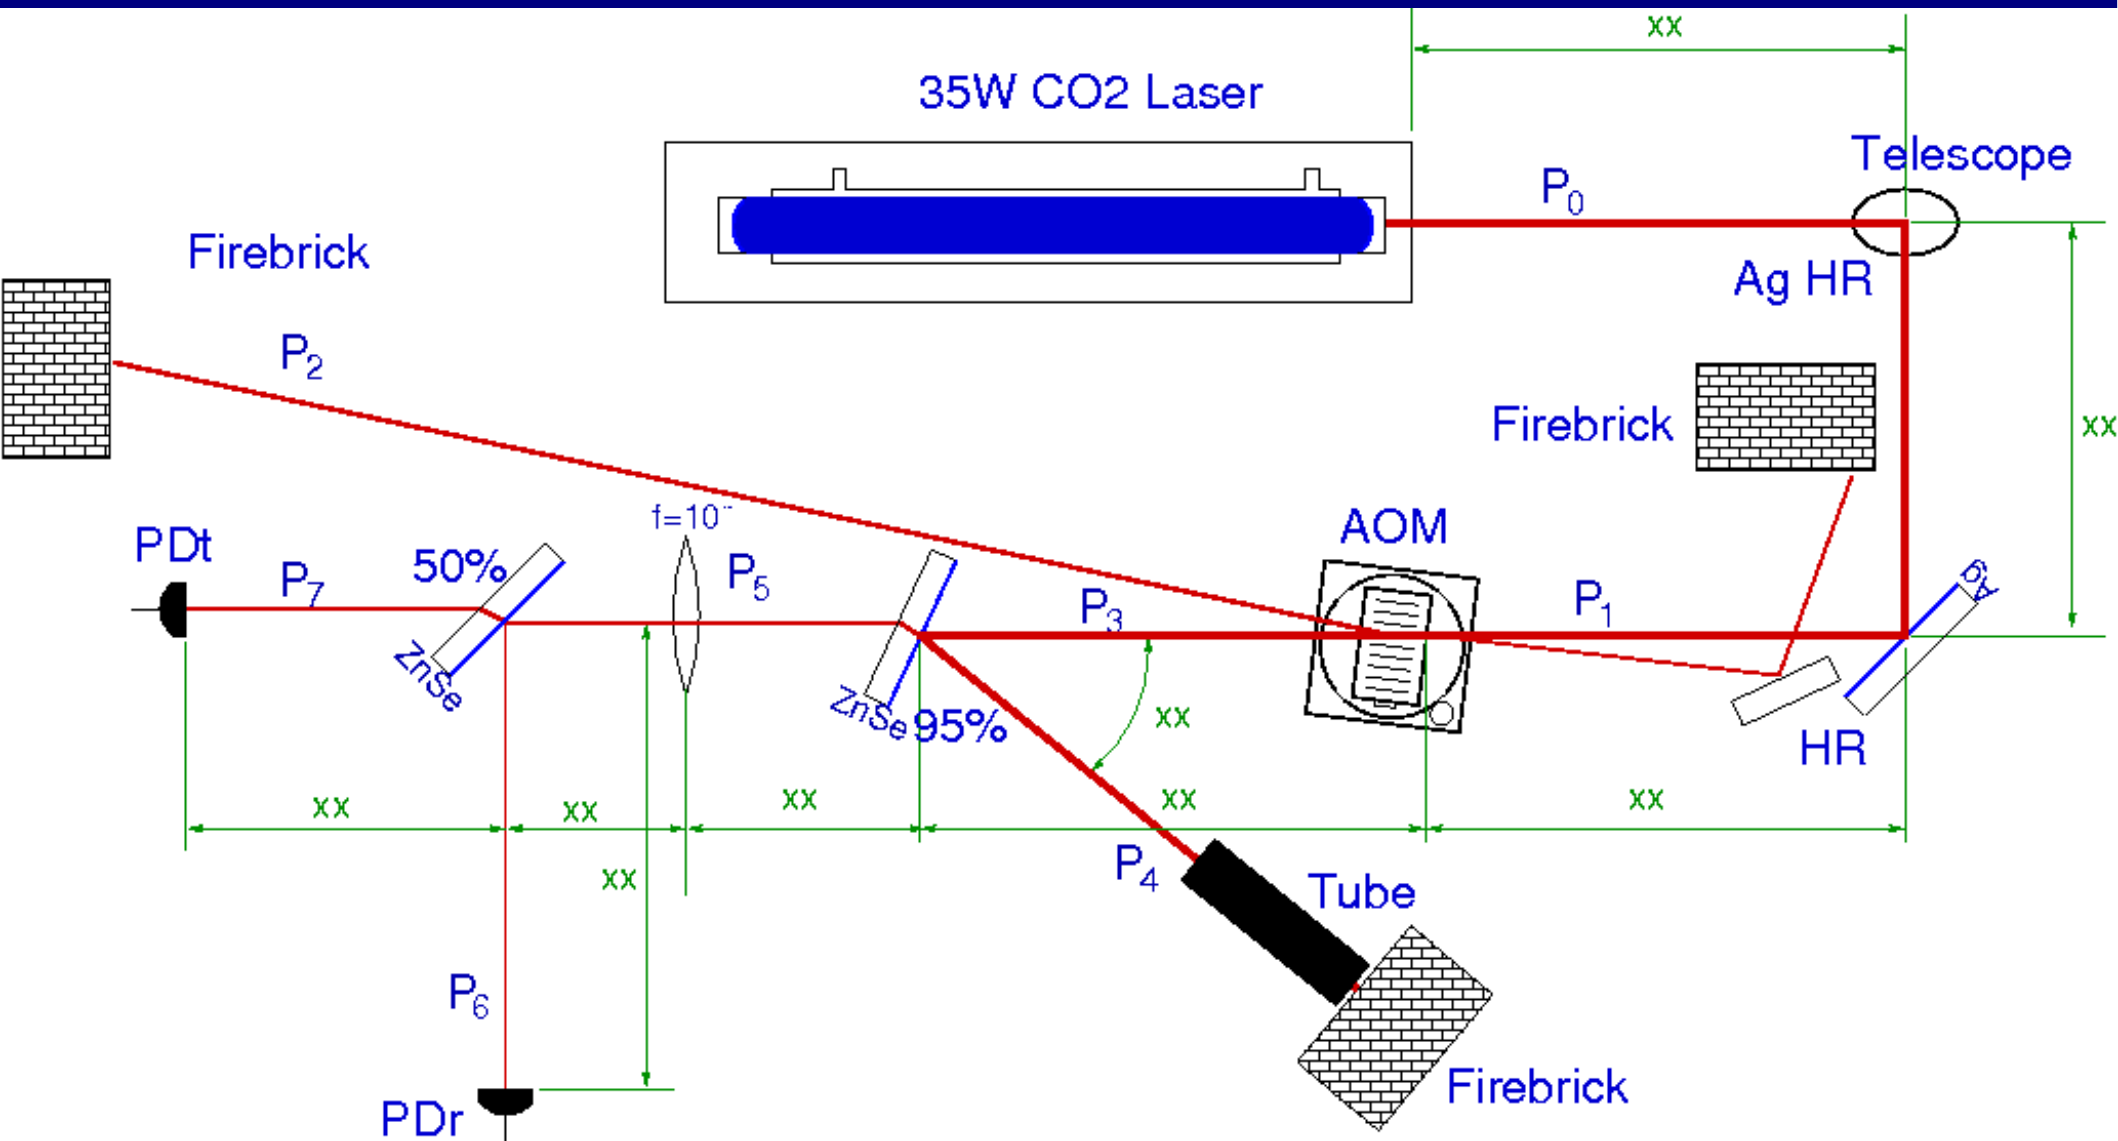 xx
35W CO2 Laser
Telescope
P0
Firebrick
Ag HR
P2
Firebrick
xx
f=10"
AOM
PDt
50%
P5
P7
P3
P1
Ag
ZnSe
ZnSe
95%
xx
HR
xx
xx
xx
xx
xx
P4
xx
Tube
P6
Firebrick
PDr